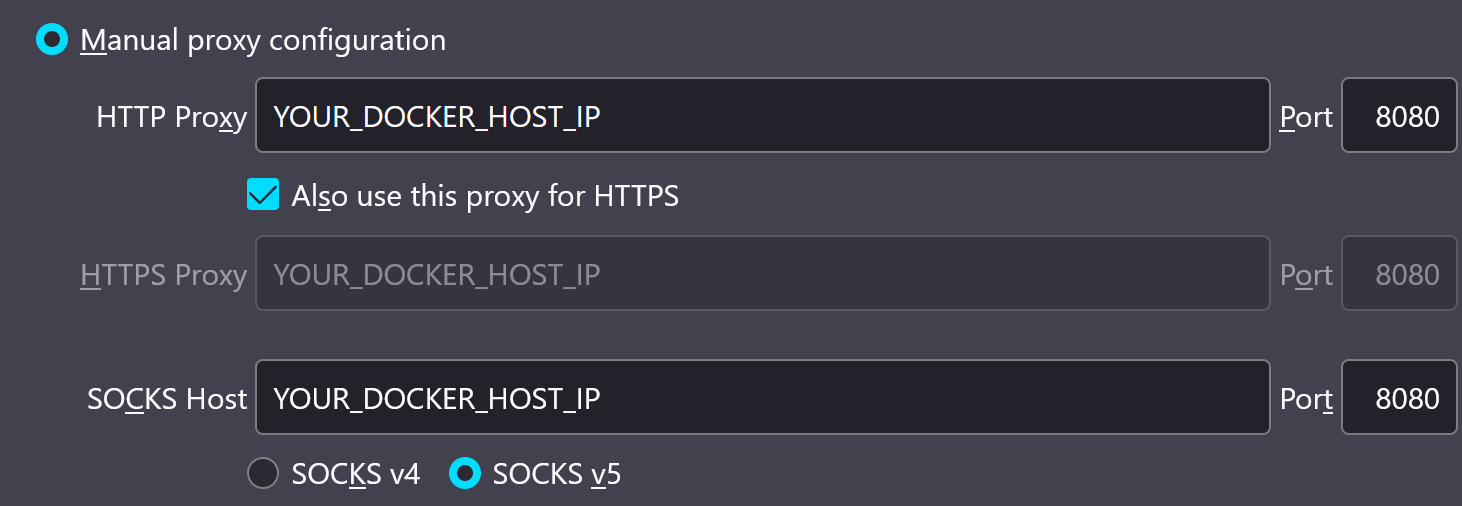 Manual proxy configuration
HTTP Proxy YOUR_DOCKER_HOST_IP Port 8080
Also use this proxy for HTTPS
HTTPS Proxy YOUR_DOCKER_HOST_IP Port 8080
SOCKS Host YOUR_DOCKER_HOST_IP Port 8080
SOCKS v4 SOCKS v5